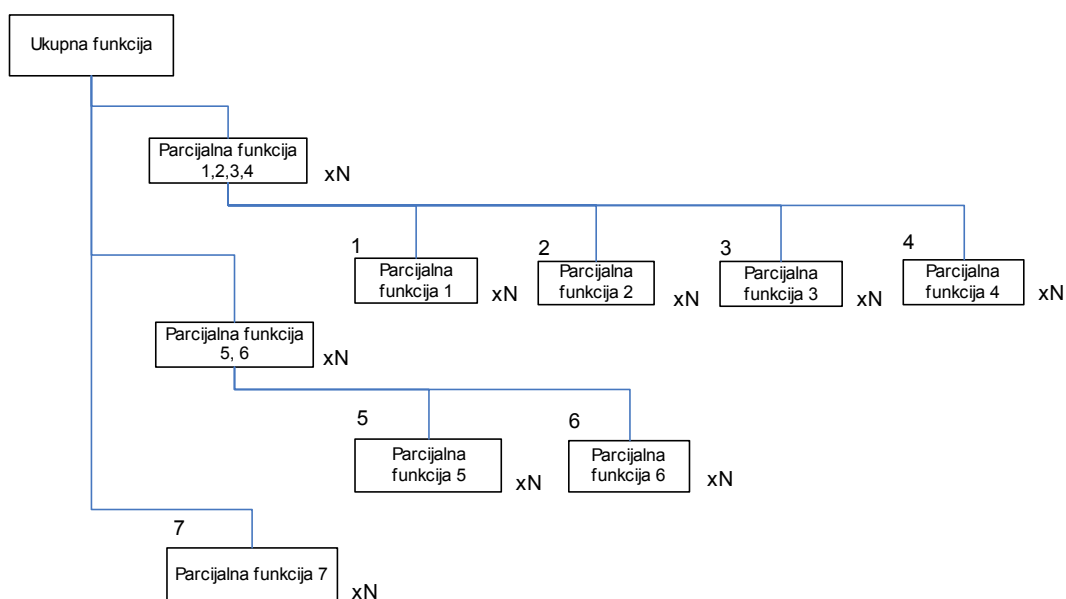 Ukupna funkcija
Parcijalna funkcija
1,2,3,4
xN
1
Parcijalna
funkcija 1
xN
2
Parcijalna
funkcija 2
xN
3
Parcijalna
funkcija 3
xN
4
Parcijalna
funkcija 4
xN
Parcijalna funkcija
5, 6
xN
5
Parcijalna
funkcija 5
xN
6
Parcijalna
funkcija 6
xN
7
Parcijalna funkcija 7
xN